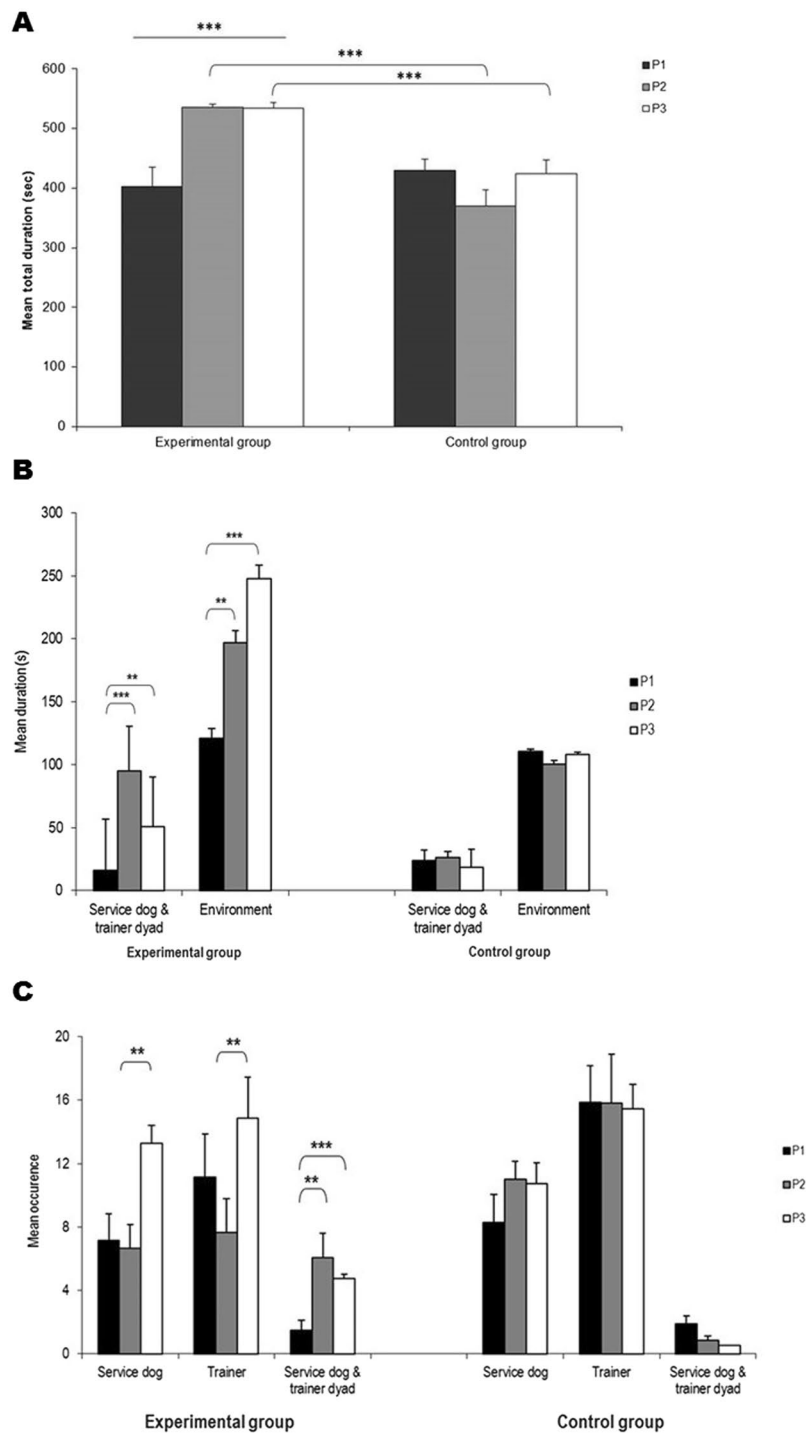 A
***
***
***
600
500
400
300
200
100
0
Mean total duration (sec)
Experimental group
Control group
P1
P2
P3
B
300
250
200
150
100
50
0
Mean duration(s)
***
**
**
***
Service dog &
trainer dyad
Environment
Service dog &
trainer dyad
Environment
Experimental group
Control group
P1
P2
P3
C
20
16
12
8
4
0
Mean occurence
**
**
***
**
Service dog
Trainer
Service dog &
trainer dyad
Service dog
Trainer
Service dog &
trainer dyad
Experimental group
Control group
P1
P2
P3